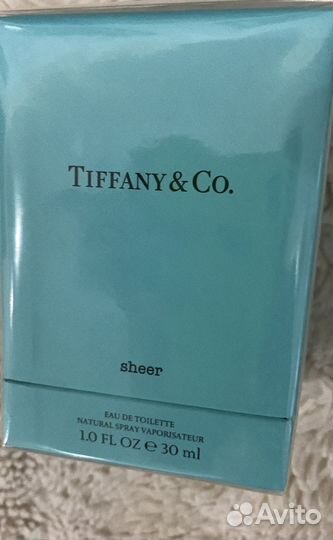 TIFFANY & CO.
sheer
EAU DE TOILETTE
NATURAL SPRAY VAPORISATEUR
1.0 FL OZ ℮ 30 ml
Avito